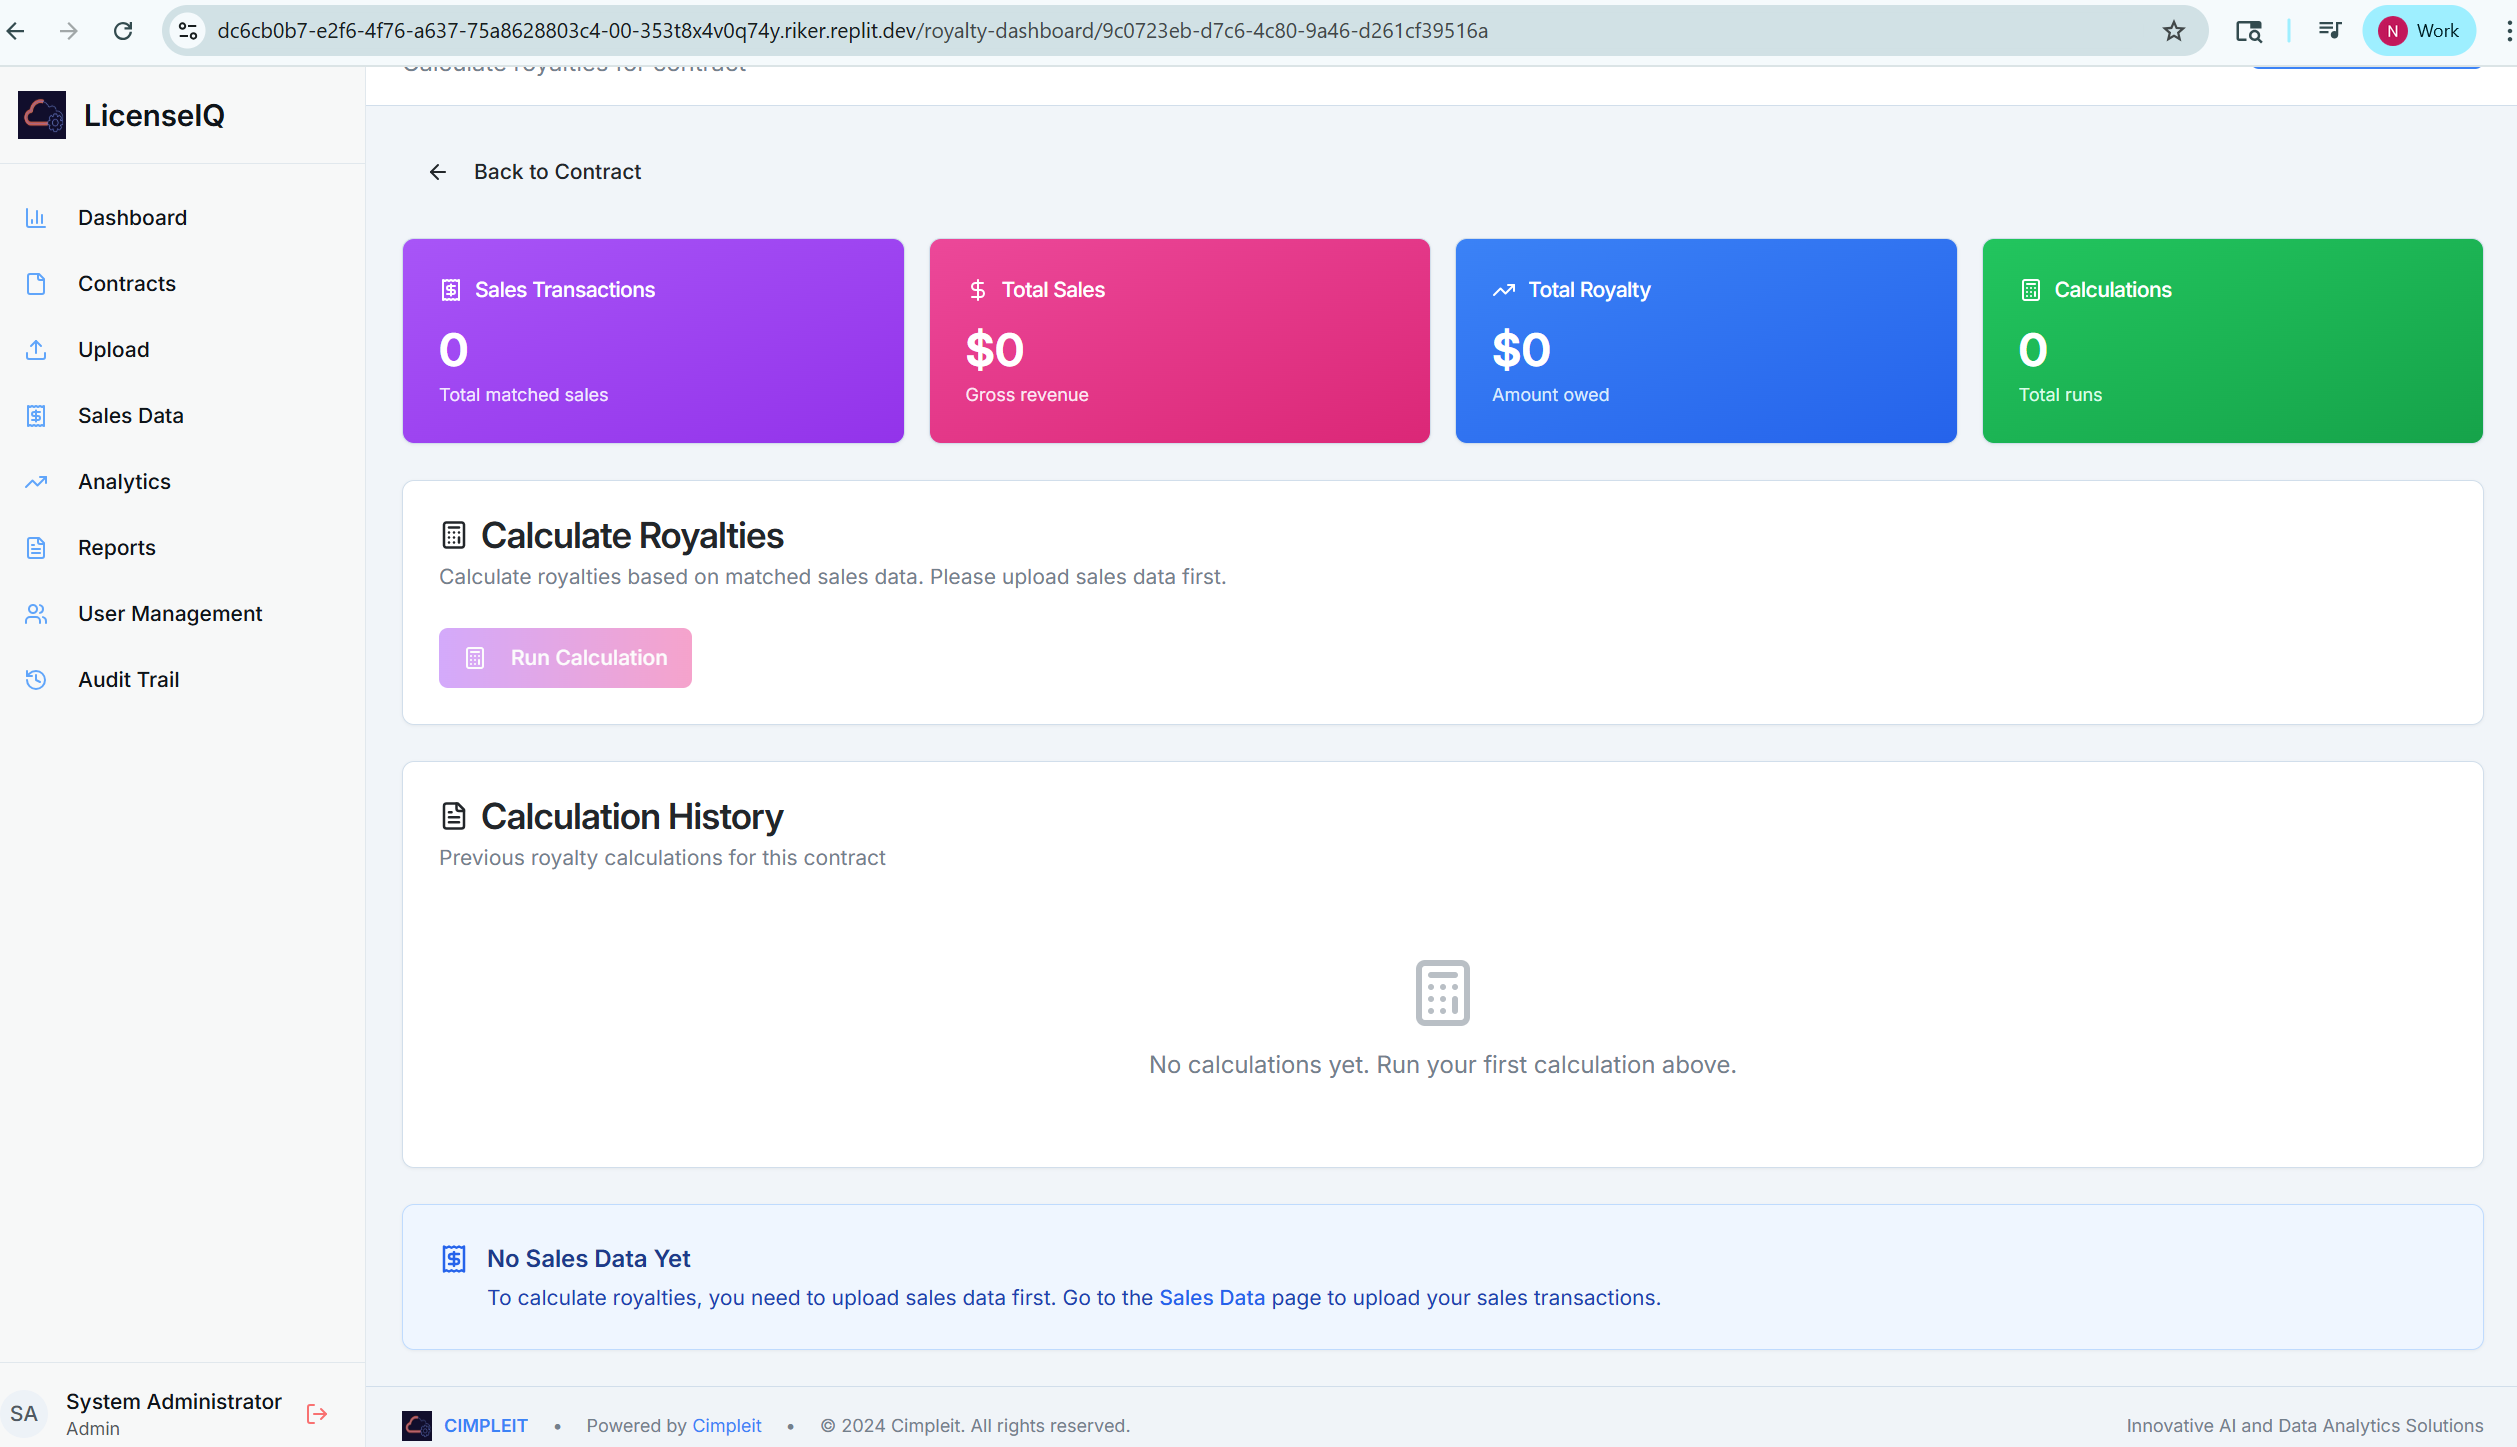 dc6cb0b7-e2f6-4f76-a637-75a8628803c4-00-353t8x4v0q74y.riker.replit.dev/royalty-dashboard/9c0723eb-d7c6-4c80-9a46-d261cf39516a
N Work
Calculate royalties for contract
LicenseIQ
Dashboard
Contracts
Upload
Sales Data
Analytics
Reports
User Management
Audit Trail
SA
System Administrator
Admin
Back to Contract
Sales Transactions
0
Total matched sales
Total Sales
$0
Gross revenue
Total Royalty
$0
Amount owed
Calculations
0
Total runs
Calculate Royalties
Calculate royalties based on matched sales data. Please upload sales data first.
Run Calculation
Calculation History
Previous royalty calculations for this contract
No calculations yet. Run your first calculation above.
No Sales Data Yet
To calculate royalties, you need to upload sales data first. Go to the Sales Data page to upload your sales transactions.
CIMPLEIT • Powered by Cimpleit • © 2024 Cimpleit. All rights reserved.
Innovative AI and Data Analytics Solutions